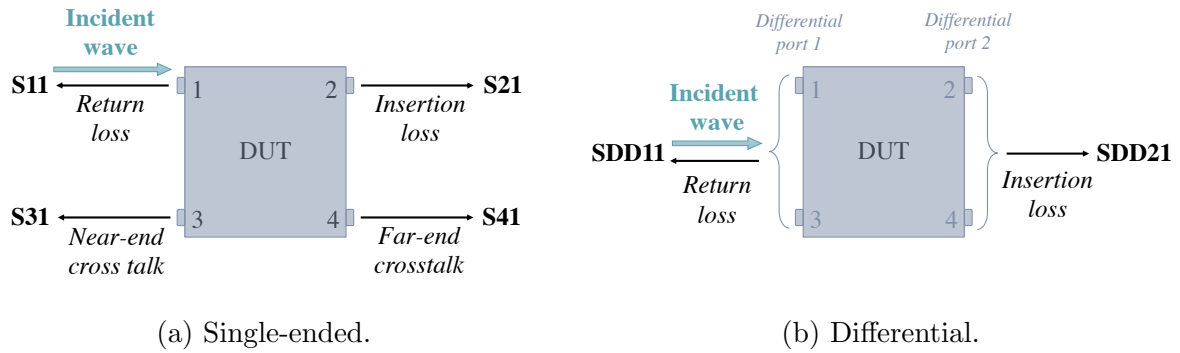 Incident
wave
S11
Return
loss
1
2
S21
Insertion
loss
DUT
S31
Near-end
cross talk
3
4
S41
Far-end
crosstalk
(a) Single-ended.
Differential
port 1
Differential
port 2
Incident
wave
SDD11
Return
loss
1
2
DUT
3
4
SDD21
Insertion
loss
(b) Differential.